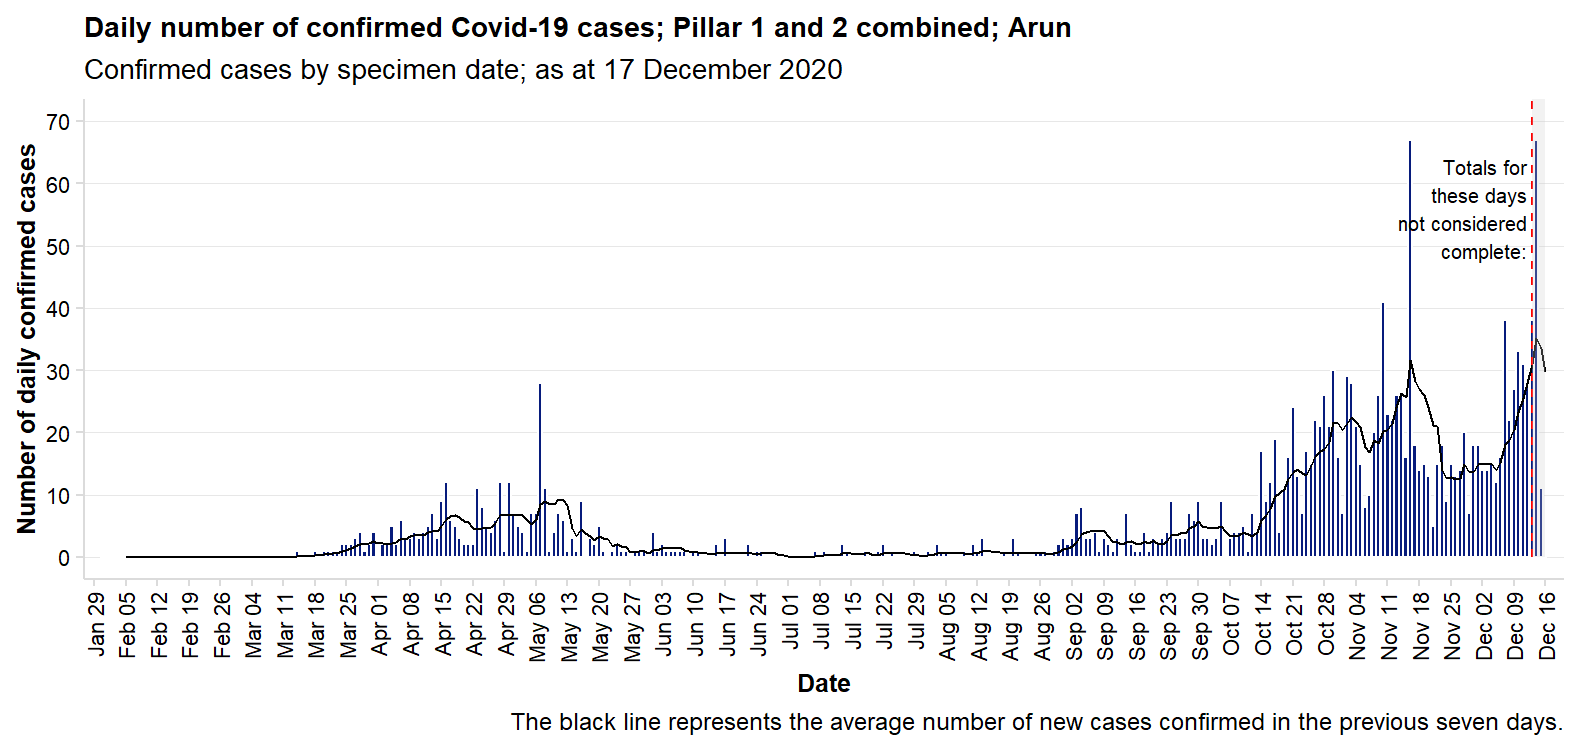 Daily number of confirmed Covid-19 cases; Pillar 1 and 2 combined; Arun
Confirmed cases by specimen date; as at 17 December 2020
Number of daily confirmed cases
70
60
50
40
30
20
10
0
Totals for
these days
not considered
complete:
Jan 29
Feb 05
Feb 12
Feb 19
Feb 26
Mar 04
Mar 11
Mar 18
Mar 25
Apr 01
Apr 08
Apr 15
Apr 22
Apr 29
May 06
May 13
May 20
May 27
Jun 03
Jun 10
Jun 17
Jun 24
Jul 01
Jul 08
Jul 15
Jul 22
Jul 29
Aug 05
Aug 12
Aug 19
Aug 26
Sep 02
Sep 09
Sep 16
Sep 23
Sep 30
Oct 07
Oct 14
Oct 21
Oct 28
Nov 04
Nov 11
Nov 18
Nov 25
Dec 02
Dec 09
Dec 16
Date
The black line represents the average number of new cases confirmed in the previous seven days.